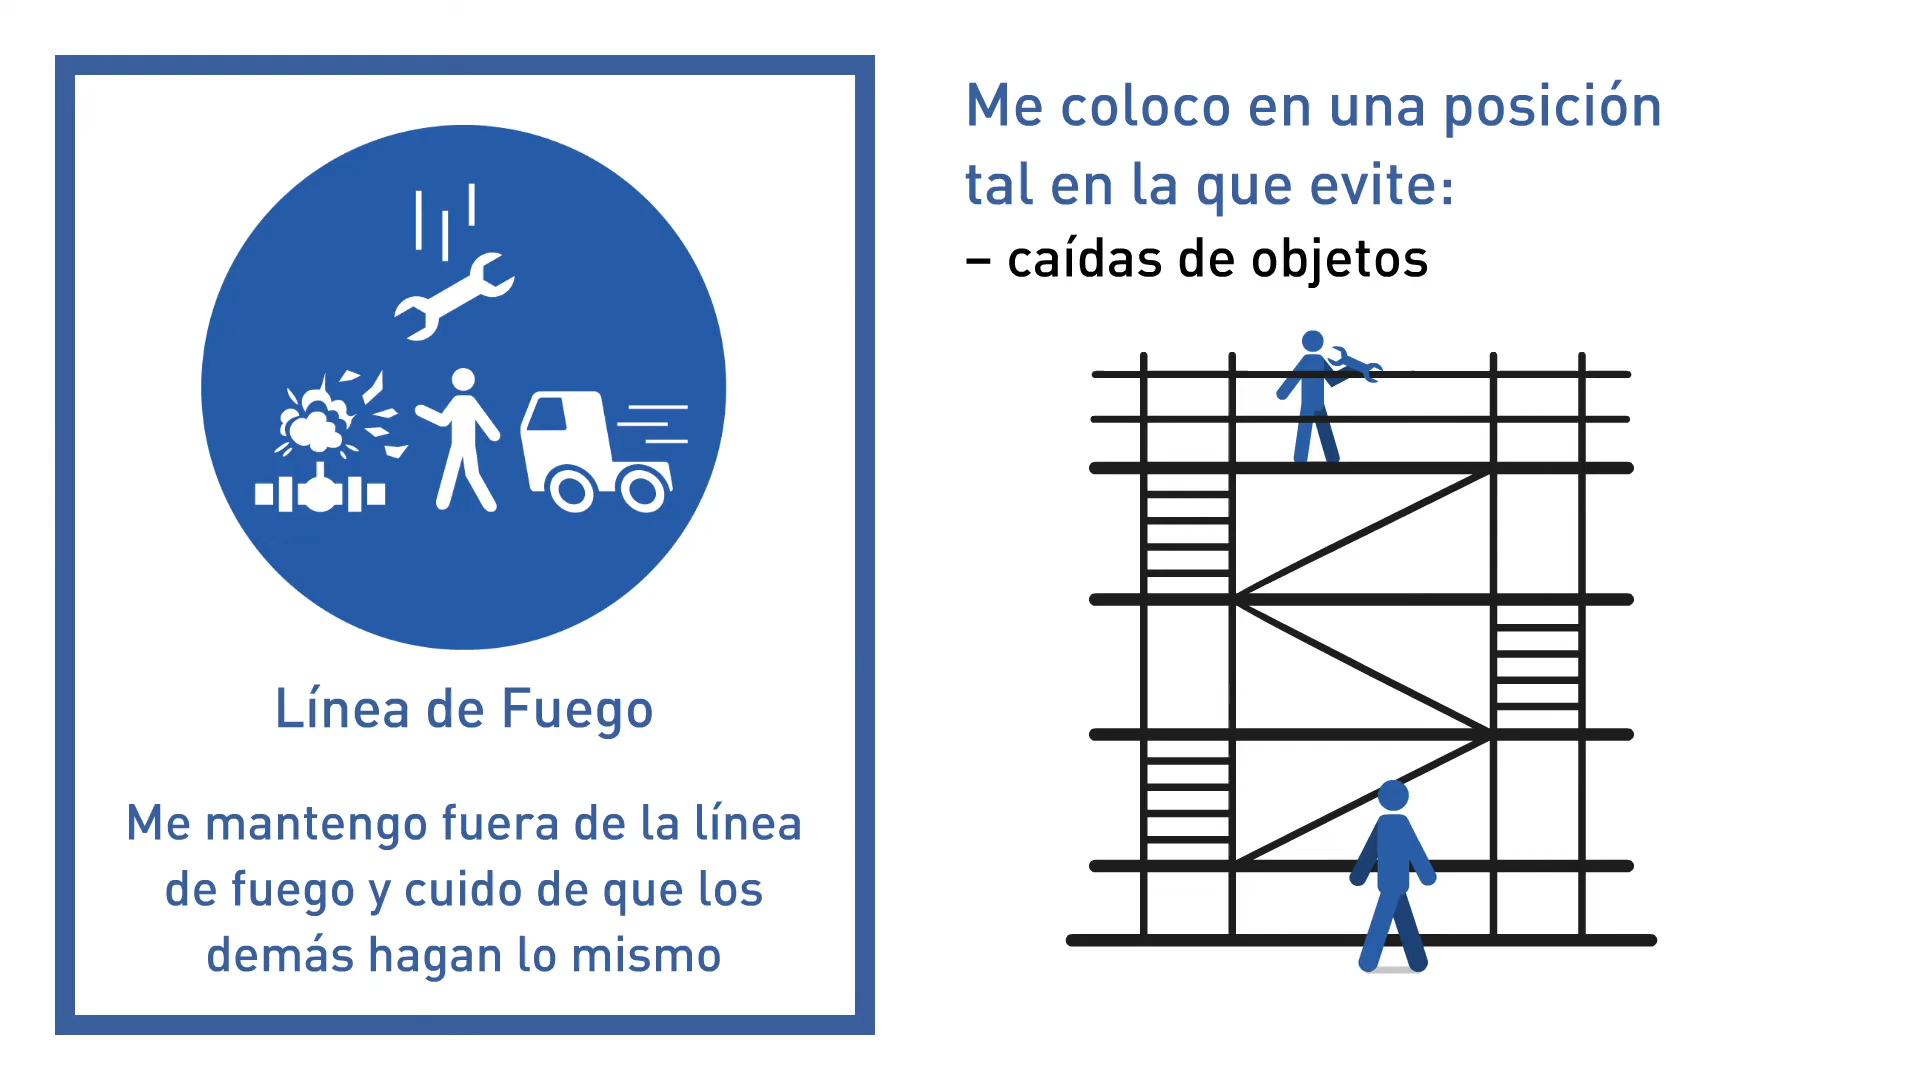 Línea de Fuego
Me mantengo fuera de la línea
de fuego y cuido de que los
demás hagan lo mismo
Me coloco en una posición
tal en la que evite:
– caídas de objetos